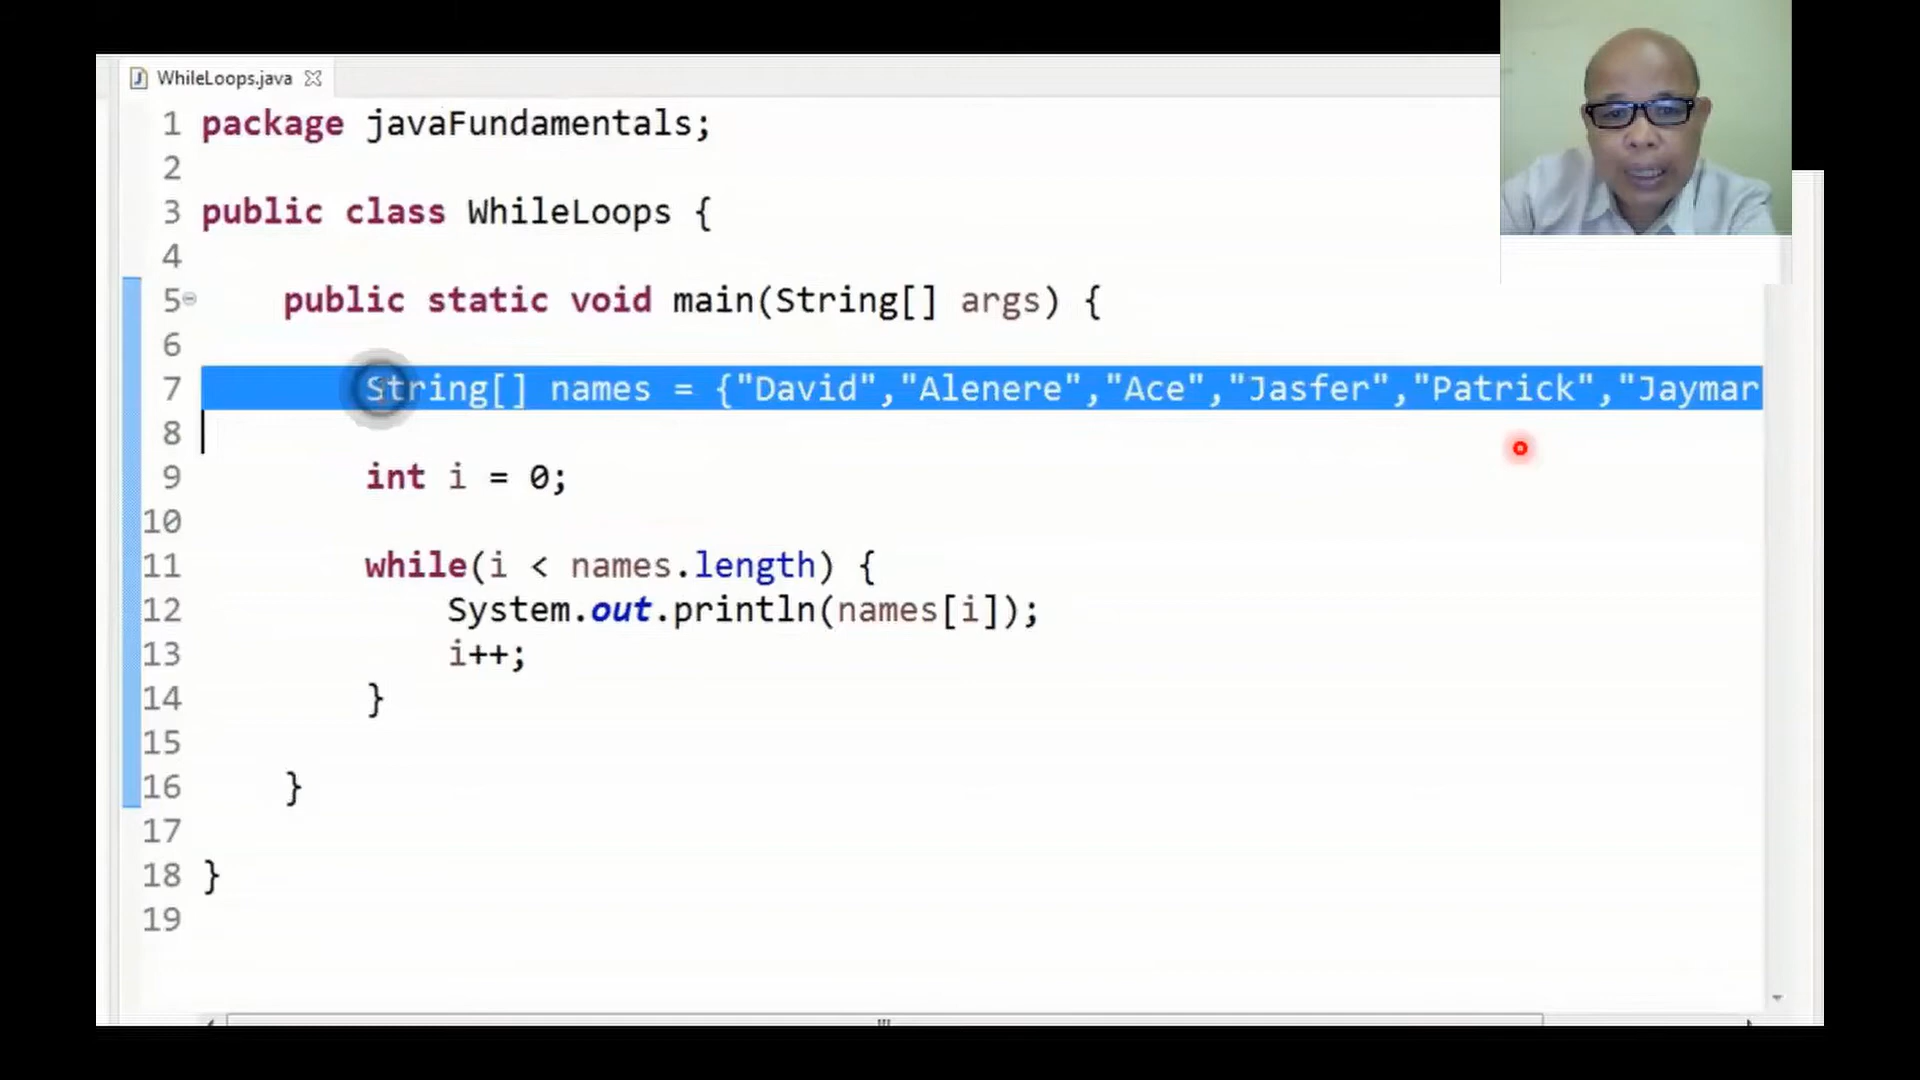 WhileLoops.java
1 package javaFundamentals;
2
3 public class WhileLoops {
4
5 public static void main(String[] args) {
6
7 String[] names = {"David","Alenere","Ace","Jasfer","Patrick","Jaymar
8
9 int i = 0;
10
11 while(i < names.length) {
12 System.out.println(names[i]);
13 i++;
14 }
15
16 }
17
18 }
19